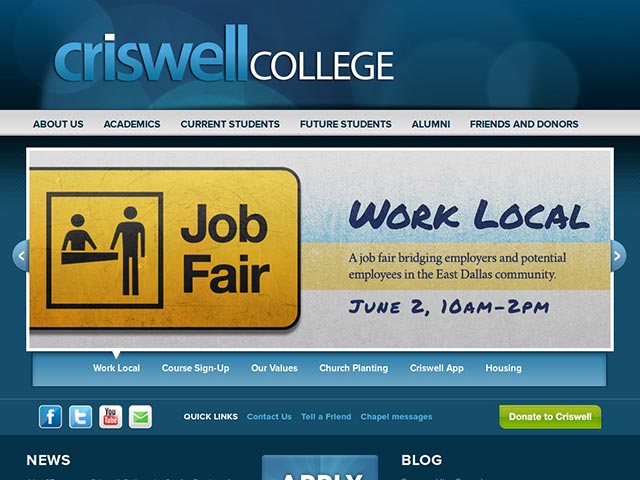 criswell COLLEGE
ABOUT US ACADEMICS CURRENT STUDENTS FUTURE STUDENTS ALUMNI FRIENDS AND DONORS
Job
Fair
WORK LOCAL
A job fair bridging employers and potential
employees in the East Dallas community.
JUNE 2, 10AM–2PM
Work Local Course Sign-Up Our Values Church Planting Criswell App Housing
You
Tube
QUICK LINKS Contact Us Tell a Friend Chapel messages
Donate to Criswell
NEWS
APPLY
BLOG